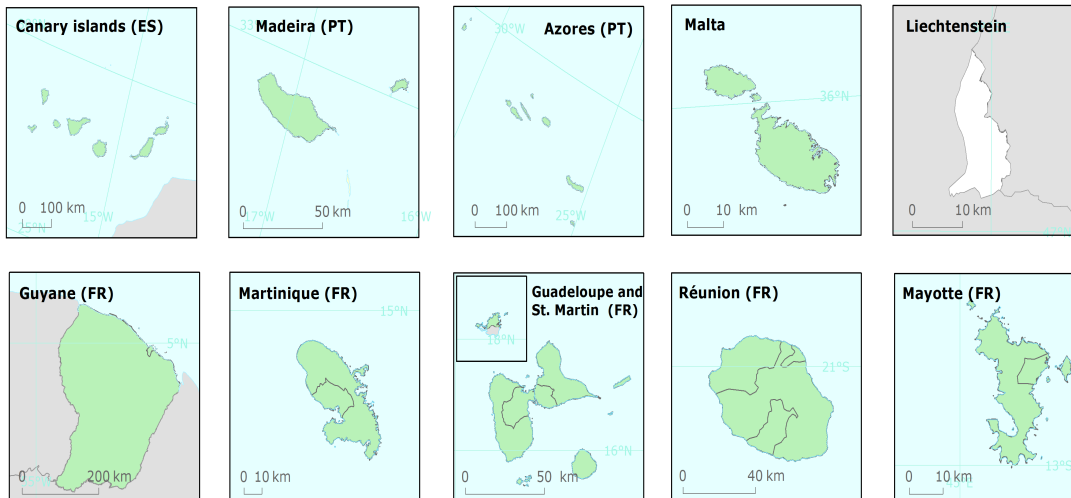 Canary islands (ES)
0 100 km
25°N
15°W
Madeira (PT)
33°
0 50 km
17°W
16°W
Azores (PT)
30°W
0 100 km
25°W
Malta
36°N
0 10 km
Liechtenstein
0 10 km
Guyane (FR)
5°N
0 200 km
Martinique (FR)
15°N
0 10 km
Guadeloupe and
St. Martin (FR)
18°N
16°N
0 50 km
Réunion (FR)
21°S
0 40 km
Mayotte (FR)
13°S
0 10 km